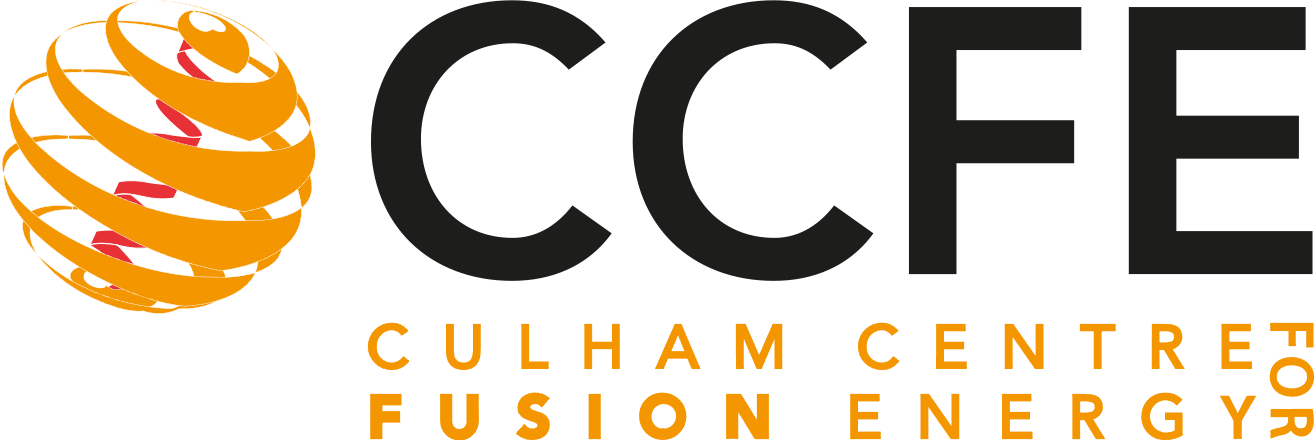 CCFE
CULHAM CENTRE
FOR
FUSION ENERGY